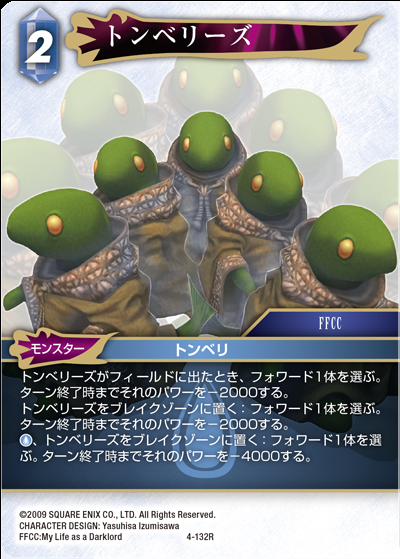 2
トンベリーズ
FFCC
モンスター
トンベリ
トンベリーズがフィールドに出たとき、フォワード1体を選ぶ。
ターン終了時までそれのパワーを−2000する。
トンベリーズをブレイクゾーンに置く：フォワード1体を選ぶ。
ターン終了時までそれのパワーを−2000する。
、トンベリーズをブレイクゾーンに置く：フォワード1体を選
ぶ。ターン終了時までそれのパワーを−4000する。
©2009 SQUARE ENIX CO., LTD. All Rights Reserved.
CHARACTER DESIGN: Yasuhisa Izumisawa
FFCC:My Life as a Darklord 4-132R